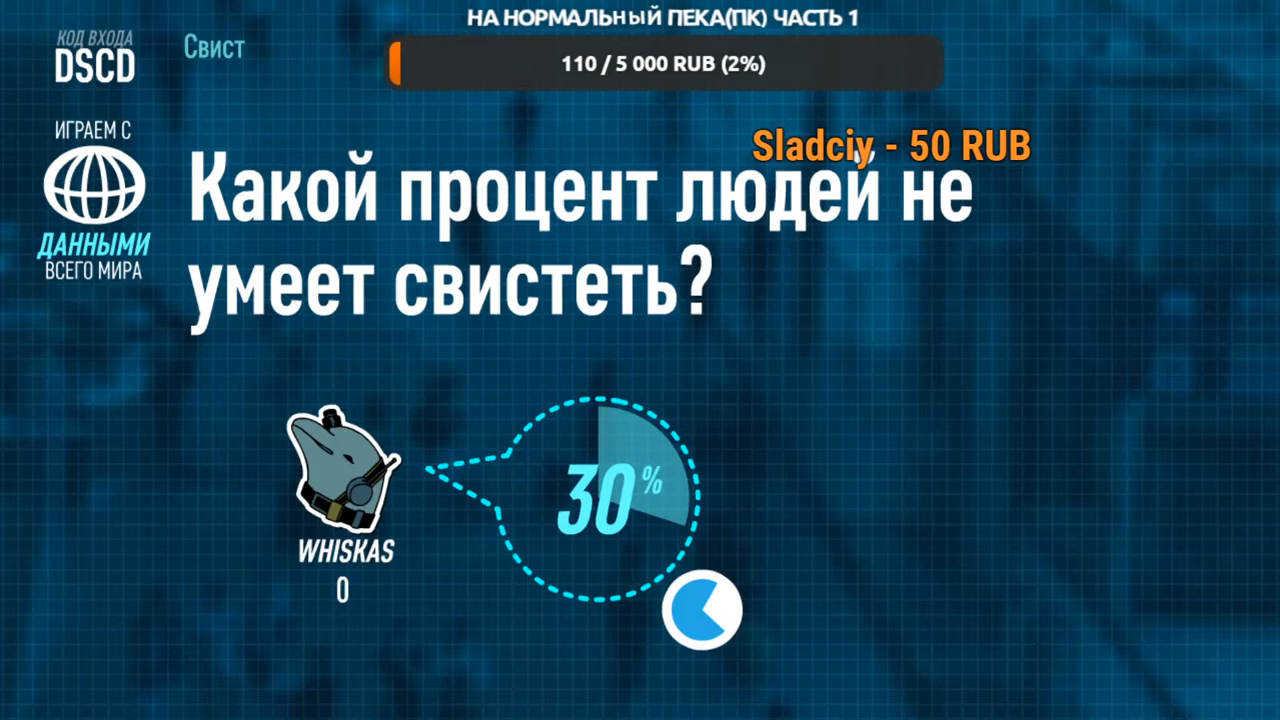 НА НОРМАЛЬНЫЙ ПЕКА(ПК) ЧАСТЬ 1
110 / 5 000 RUB (2%)
КОД ВХОДА
DSCD
Свист
ИГРАЕМ С
ДАННЫМИ
ВСЕГО МИРА
Sladciy - 50 RUB
Какой процент людей не
умеет свистеть?
30%
WHISKAS
0